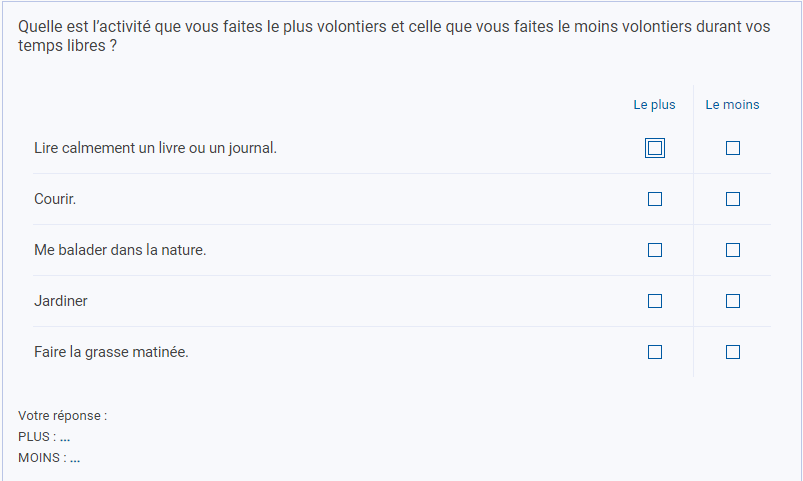 Quelle est l'activité que vous faites le plus volontiers et celle que vous faites le moins volontiers durant vos
temps libres ?
Le plus Le moins
Lire calmement un livre ou un journal.
Courir.
Me balader dans la nature.
Jardiner
Faire la grasse matinée.
Votre réponse :
PLUS : ...
MOINS : ...